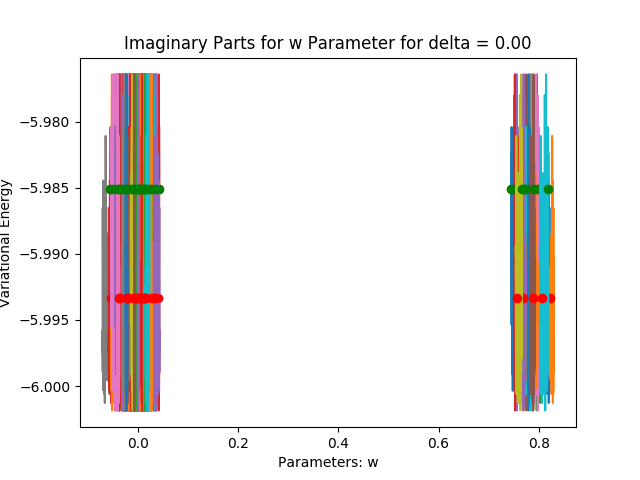 Imaginary Parts for w Parameter for delta = 0.00
Variational Energy
−5.980
−5.985
−5.990
−5.995
−6.000
0.0 0.2 0.4 0.6 0.8
Parameters: w